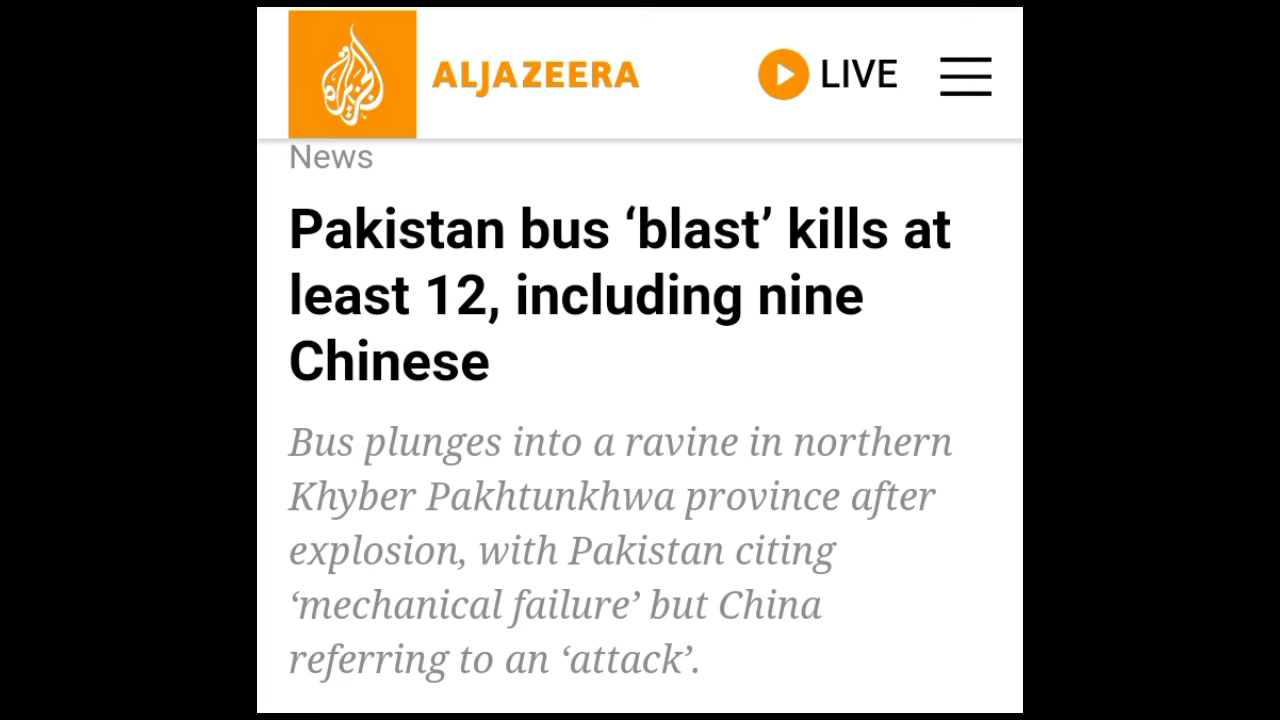 ALJAZEERA
LIVE
News
Pakistan bus ‘blast’ kills at
least 12, including nine
Chinese
Bus plunges into a ravine in northern
Khyber Pakhtunkhwa province after
explosion, with Pakistan citing
‘mechanical failure’ but China
referring to an ‘attack’.